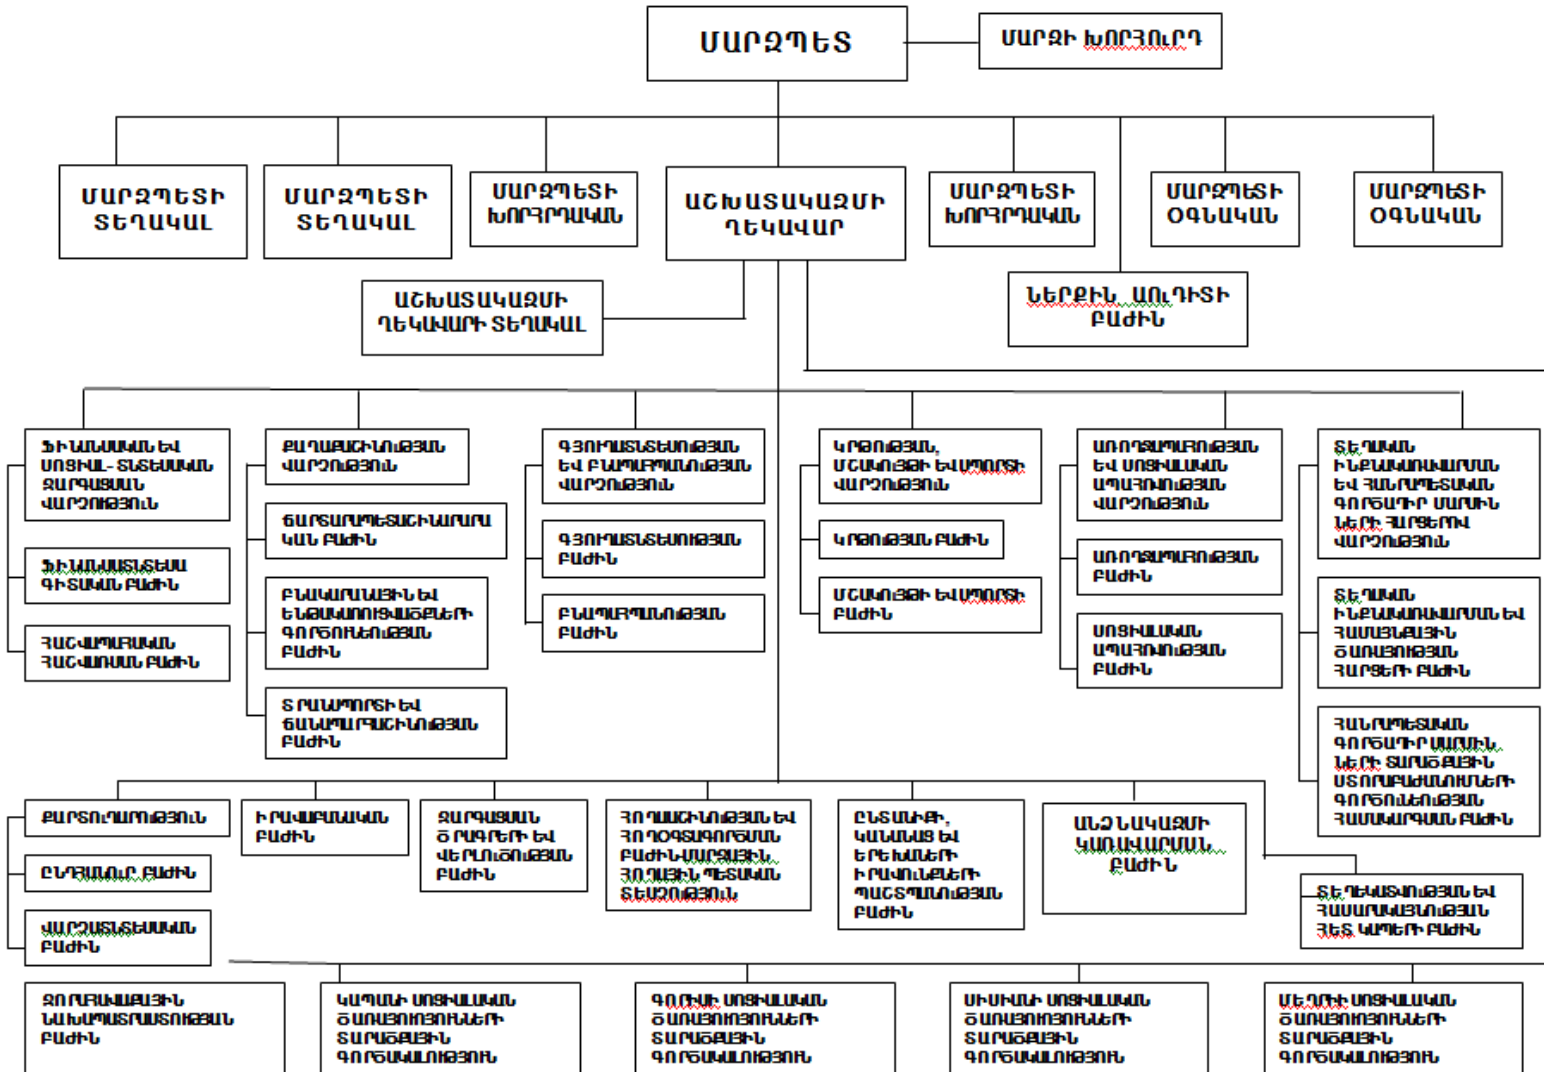 ՄԱՐԶՊԵՏ
ՄԱՐԶԻ ԽՈՐՀՈւՐԴ
ՄԱՐԶՊԵՏԻ
ՏԵՂԱԿԱԼ
ՄԱՐԶՊԵՏԻ
ՏԵՂԱԿԱԼ
ՄԱՐԶՊԵՏԻ
ԽՈՐՀՐԴԱԿԱՆ
ԱՇԽԱՏԱԿԱԶՄԻ
ՂԵԿԱՎԱՐ
ՄԱՐԶՊԵՏԻ
ԽՈՐՀՐԴԱԿԱՆ
ՄԱՐԶՊԵՏԻ
ՕԳՆԱԿԱՆ
ՄԱՐԶՊԵՏԻ
ՕԳՆԱԿԱՆ
ԱՇԽԱՏԱԿԱԶՄԻ
ՂԵԿԱՎԱՐԻ ՏԵՂԱԿԱԼ
ՆԵՐՔԻՆ ԱՈւԴԻՏԻ
ԲԱԺԻՆ
ՖԻՆԱՆՍԱԿԱՆ ԵՎ
ՍՈՑԻԱԼ- ՏՆՏԵՍԱԿԱՆ
ԶԱՐԳԱՑՄԱՆ
ՎԱՐՉՈՒԹՅՈւՆ
ՖԻՆԱՆՍԱՏՆՏԵՍԱ
ԳԻՏԱԿԱՆ ԲԱԺԻՆ
ՀԱՇՎԱՊԱՀԱԿԱՆ
ՀԱՇՎԱՌՄԱՆ ԲԱԺԻՆ
ՔԱՂԱՔԱՇԻՆՈւԹՅԱՆ
ՎԱՐՉՈւԹՅՈւՆ
ՃԱՐՏԱՐԱՊԵՏԱՇԻՆԱՐԱՐԱ
ԿԱՆ ԲԱԺԻՆ
ԲՆԱԿԱՐԱՆԱՅԻՆ ԵՎ
ԵՆԹԱԿԱՌՈՒՑՎԱԾՔՆԵՐԻ
ԳՈՐԾՈՒՆԵՈւԹՅԱՆ
ԲԱԺԻՆ
ՏՐԱՆՍՊՈՐՏԻ ԵՎ
ՃԱՆԱՊԱՐՀԱՇԻՆՈւԹՅԱՆ
ԲԱԺԻՆ
ԳՅՈՒՂԱՏՆՏԵՍՈւԹՅԱՆ
ԵՎ ԲՆԱՊԱՀՊԱՆՈւԹՅԱՆ
ՎԱՐՉՈւԹՅՈւՆ
ԳՅՈՒՂԱՏՆՏԵՍՈՒԹՅԱՆ
ԲԱԺԻՆ
ԲՆԱՊԱՀՊԱՆՈւԹՅԱՆ
ԲԱԺԻՆ
ԿՐԹՈւԹՅԱՆ,
ՄՇԱԿՈւՅԹԻ ԵՎ ՍՊՈՐՏԻ
ՎԱՐՉՈւԹՅՈւՆ
ԿՐԹՈւԹՅԱՆ ԲԱԺԻՆ
ՄՇԱԿՈւՅԹԻ ԵՎ ՍՊՈՐՏԻ
ԲԱԺԻՆ
ԱՌՈՂՋԱՊԱՀՈւԹՅԱՆ
ԵՎ ՍՈՑԻԱԼԱԿԱՆ
ԱՊԱՀՈՎՈւԹՅԱՆ
ՎԱՐՉՈւԹՅՈւՆ
ԱՌՈՂՋԱՊԱՀՈւԹՅԱՆ
ԲԱԺԻՆ
ՍՈՑԻԱԼԱԿԱՆ
ԱՊԱՀՈՎՈւԹՅԱՆ
ԲԱԺԻՆ
ՏԵՂԱԿԱՆ
ԻՆՔՆԱԿԱՌԱՎԱՐՄԱՆ
ԵՎ ՀԱՆՐԱՊԵՏԱԿԱՆ
ԳՈՐԾԱԴԻՐ ՄԱՐՄԻՆ
ՆԵՐԻ ՀԱՐՑԵՐՈՎ
ՎԱՐՉՈւԹՅՈւՆ
ՏԵՂԱԿԱՆ
ԻՆՔՆԱԿԱՌԱՎԱՐՄԱՆ ԵՎ
ՀԱՄԱՅՆՔԱՅԻՆ
ԾԱՌԱՅՈՒԹՅԱՆ
ՀԱՐՑԵՐԻ ԲԱԺԻՆ
ՀԱՆՐԱՊԵՏԱԿԱՆ
ԳՈՐԾԱԴԻՐ ՄԱՐՄԻՆ
ՆԵՐԻ ՏԱՐԱԾՔԱՅԻՆ
ՍՏՈՐԱԲԱԺԱՆՈՒՄՆԵՐԻ
ԳՈՐԾՈւՆԵՈւԹՅԱՆ
ՀԱՄԱԿԱՐԳՄԱՆ ԲԱԺԻՆ
ՔԱՐՏՈւՂԱՐՈւԹՅՈւՆ
ԸՆԴՀԱՆՈւՐ ԲԱԺԻՆ
ՎԱՐՉԱՏՆՏԵՍԱԿԱՆ
ԲԱԺԻՆ
ԻՐԱՎԱԲԱՆԱԿԱՆ
ԲԱԺԻՆ
ԶԱՐԳԱՑՄԱՆ
ԾՐԱԳՐԵՐԻ ԵՎ
ՎԵՐԼՈւԾՈւԹՅԱՆ
ԲԱԺԻՆ
ՀՈՂԱՇԻՆՈւԹՅԱՆ ԵՎ
ՀՈՂՕԳՏԱԳՈՐԾՄԱՆ
ԲԱԺԻՆ-ՄԱՐԶԱՅԻՆ
ՀՈՂԱՅԻՆ ՊԵՏԱԿԱՆ
ՏԵՍՉՈւԹՅՈւՆ
ԸՆՏԱՆԻՔԻ,
ԿԱՆԱՆՑ ԵՎ
ԵՐԵԽԱՆԵՐԻ
ԻՐԱՎՈւՆՔՆԵՐԻ
ՊԱՇՏՊԱՆՈւԹՅԱՆ
ԲԱԺԻՆ
ԱՆՁՆԱԿԱԶՄԻ
ԿԱՌԱՎԱՐՄԱՆ
ԲԱԺԻՆ
ՏԵՂԵԿԱՏՎՈւԹՅԱՆ ԵՎ
ՀԱՍԱՐԱԿԱՅՆՈւԹՅԱՆ
ՀԵՏ ԿԱՊԵՐԻ ԲԱԺԻՆ
ԶՈՐԱՀԱՎԱՔԱՅԻՆ
ՆԱԽԱՊԱՏՐԱՍՏՈՒԹՅԱՆ
ԲԱԺԻՆ
ԿԱՊԱՆԻ ՍՈՑԻԱԼԱԿԱՆ
ԾԱՌԱՅՈՒԹՅՈՒՆՆԵՐԻ
ՏԱՐԱԾՔԱՅԻՆ
ԳՈՐԾԱԿԱԼՈՒԹՅՈՒՆ
ԳՈՐԻՍԻ ՍՈՑԻԱԼԱԿԱՆ
ԾԱՌԱՅՈՒԹՅՈՒՆՆԵՐԻ
ՏԱՐԱԾՔԱՅԻՆ
ԳՈՐԾԱԿԱԼՈՒԹՅՈՒՆ
ՍԻՍԻԱՆԻ ՍՈՑԻԱԼԱԿԱՆ
ԾԱՌԱՅՈՒԹՅՈՒՆՆԵՐԻ
ՏԱՐԱԾՔԱՅԻՆ
ԳՈՐԾԱԿԱԼՈՒԹՅՈՒՆ
ՄԵՂՐԻԻ ՍՈՑԻԱԼԱԿԱՆ
ԾԱՌԱՅՈՒԹՅՈՒՆՆԵՐԻ
ՏԱՐԱԾՔԱՅԻՆ
ԳՈՐԾԱԿԱԼՈՒԹՅՈՒՆ